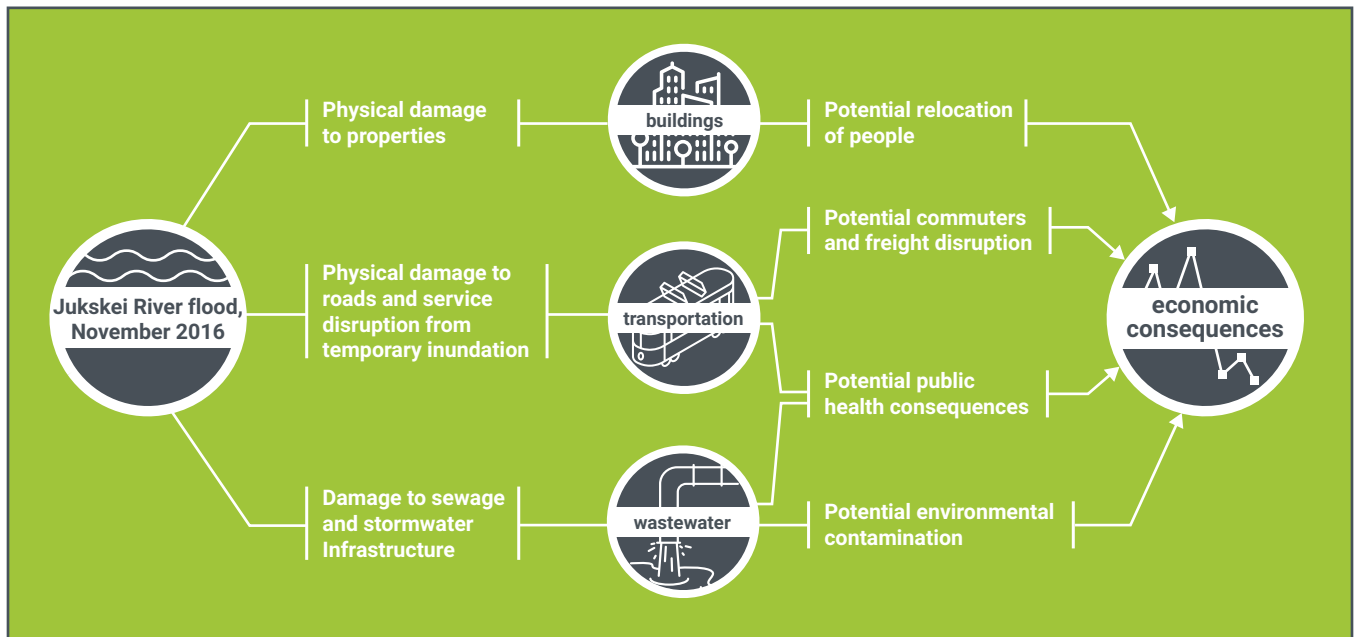 Physical damage
to properties
buildings
Potential relocation
of people
Jukskei River flood,
November 2016
Physical damage to
roads and service
disruption from
temporary inundation
transportation
Potential commuters
and freight disruption
Potential public
health consequences
economic
consequences
Damage to sewage
and stormwater
Infrastructure
wastewater
Potential environmental
contamination